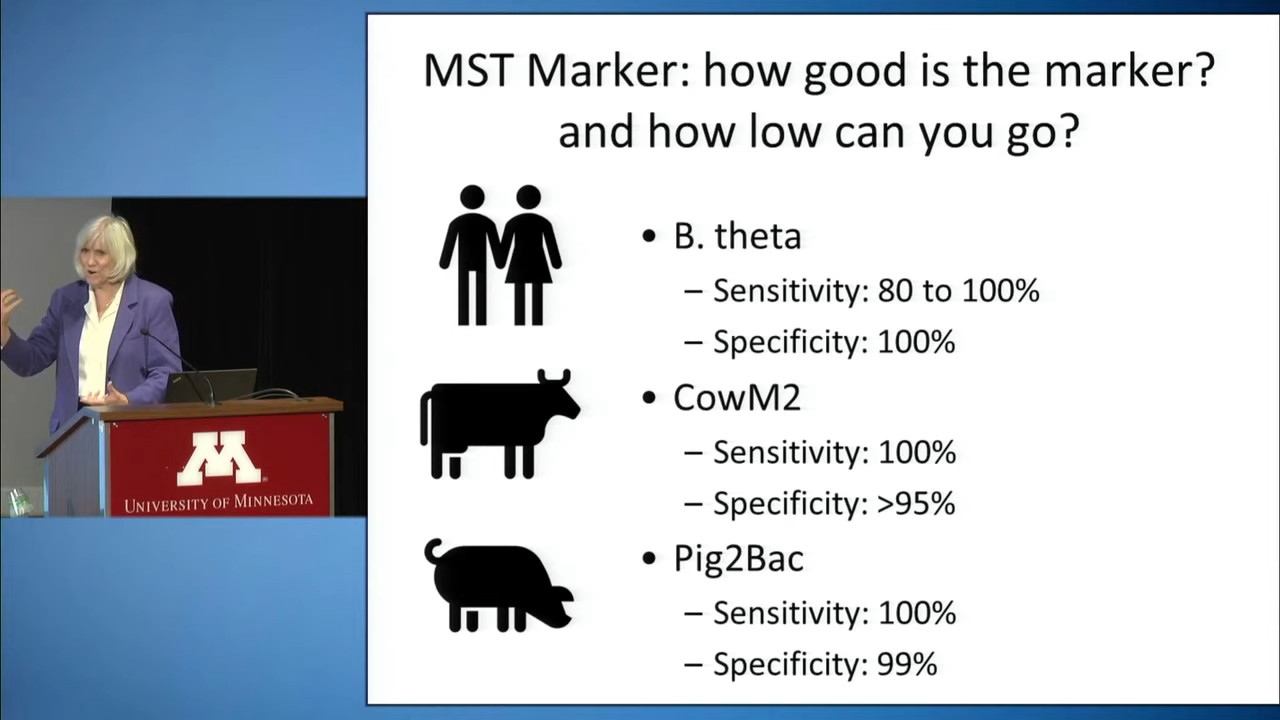 MST Marker: how good is the marker?
and how low can you go?
• B. theta
– Sensitivity: 80 to 100%
– Specificity: 100%
• CowM2
– Sensitivity: 100%
– Specificity: >95%
• Pig2Bac
– Sensitivity: 100%
– Specificity: 99%
M
UNIVERSITY OF MINNESOTA